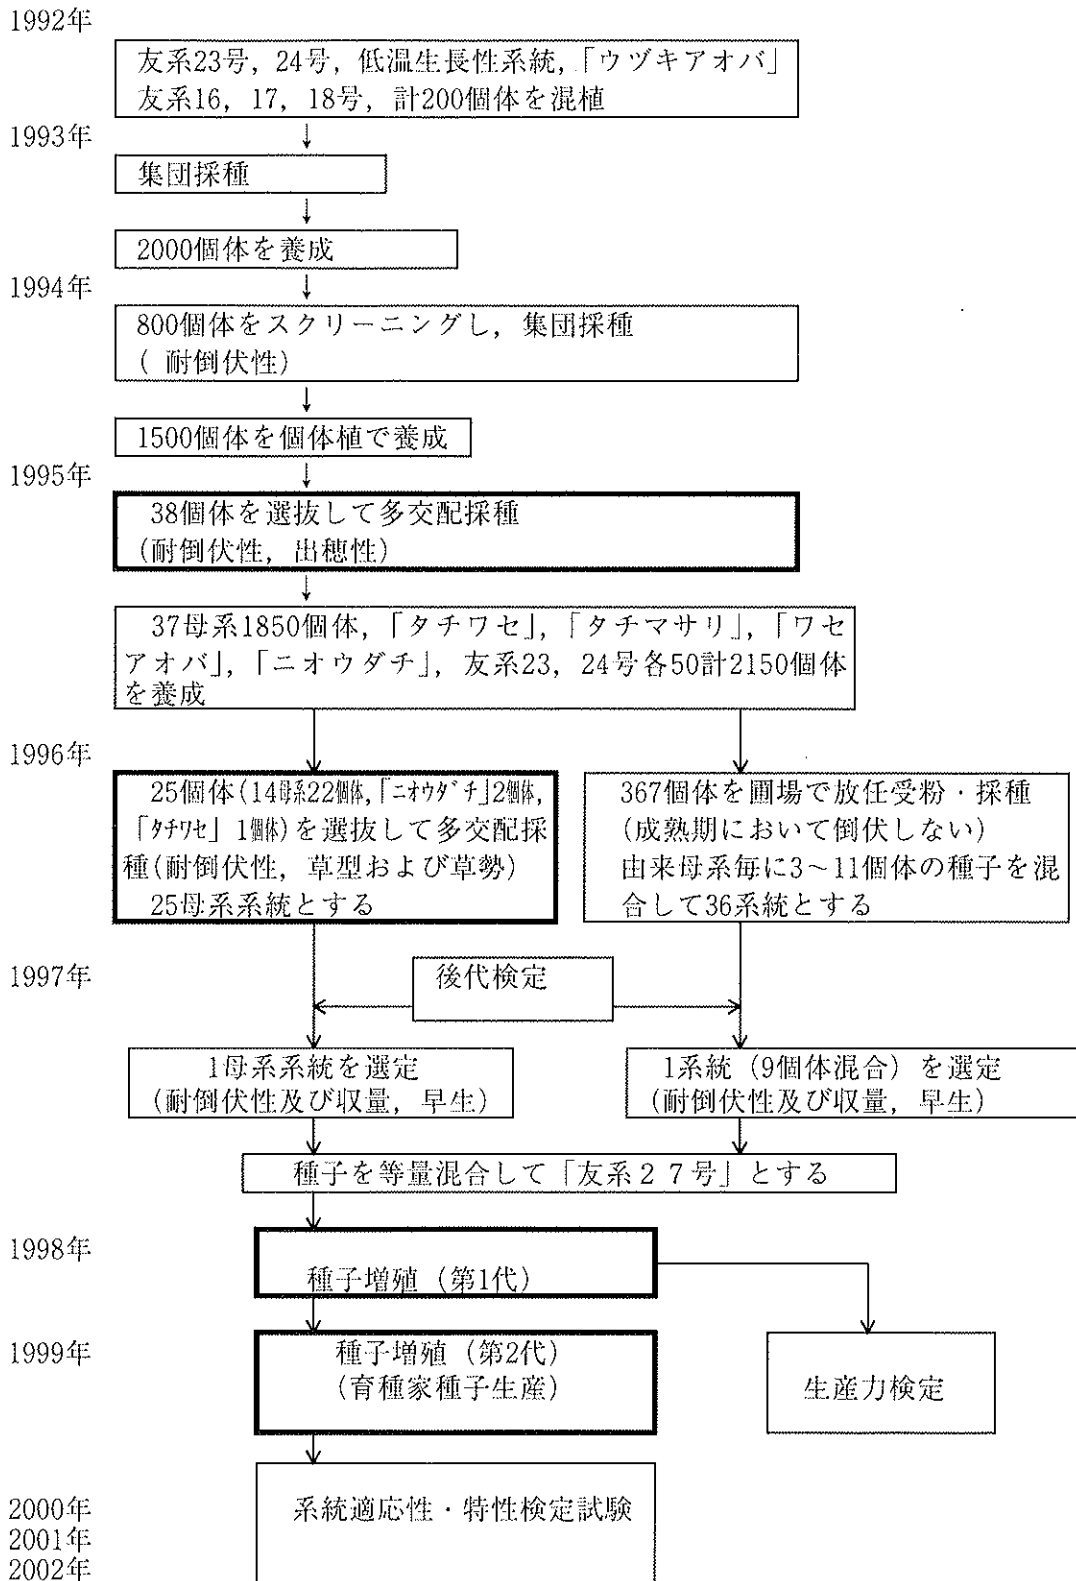 1992年
友系23号，24号，低温生長性系統，「ウヅキアオバ」
友系16，17，18号，計200個体を混植
1993年
集団採種
2000個体を養成
1994年
800個体をスクリーニングし，集団採種
( 耐倒伏性)
1500個体を個体植で養成
1995年
38個体を選抜して多交配採種
(耐倒伏性，出穂性)
37母系1850個体，「タチワセ」，「タチマサリ」，「ワセ
アオバ」，「ニオウダチ」，友系23，24号各50計2150個体
を養成
1996年
25個体(14母系22個体，「ニオウダチ」2個体，
「タチワセ」1個体)を選抜して多交配採
種(耐倒伏性，草型および草勢)
25母系系統とする
367個体を圃場で放任受粉・採種
(成熟期において倒伏しない)
由来母系毎に3～11個体の種子を混
合して36系統とする
1997年
後代検定
1母系系統を選定
(耐倒伏性及び収量，早生)
1系統（9個体混合）を選定
(耐倒伏性及び収量，早生)
種子を等量混合して「友系２７号」とする
1998年
種子増殖（第1代）
1999年
種子増殖（第2代）
（育種家種子生産）
生産力検定
2000年
系統適応性・特性検定試験
2001年
2002年